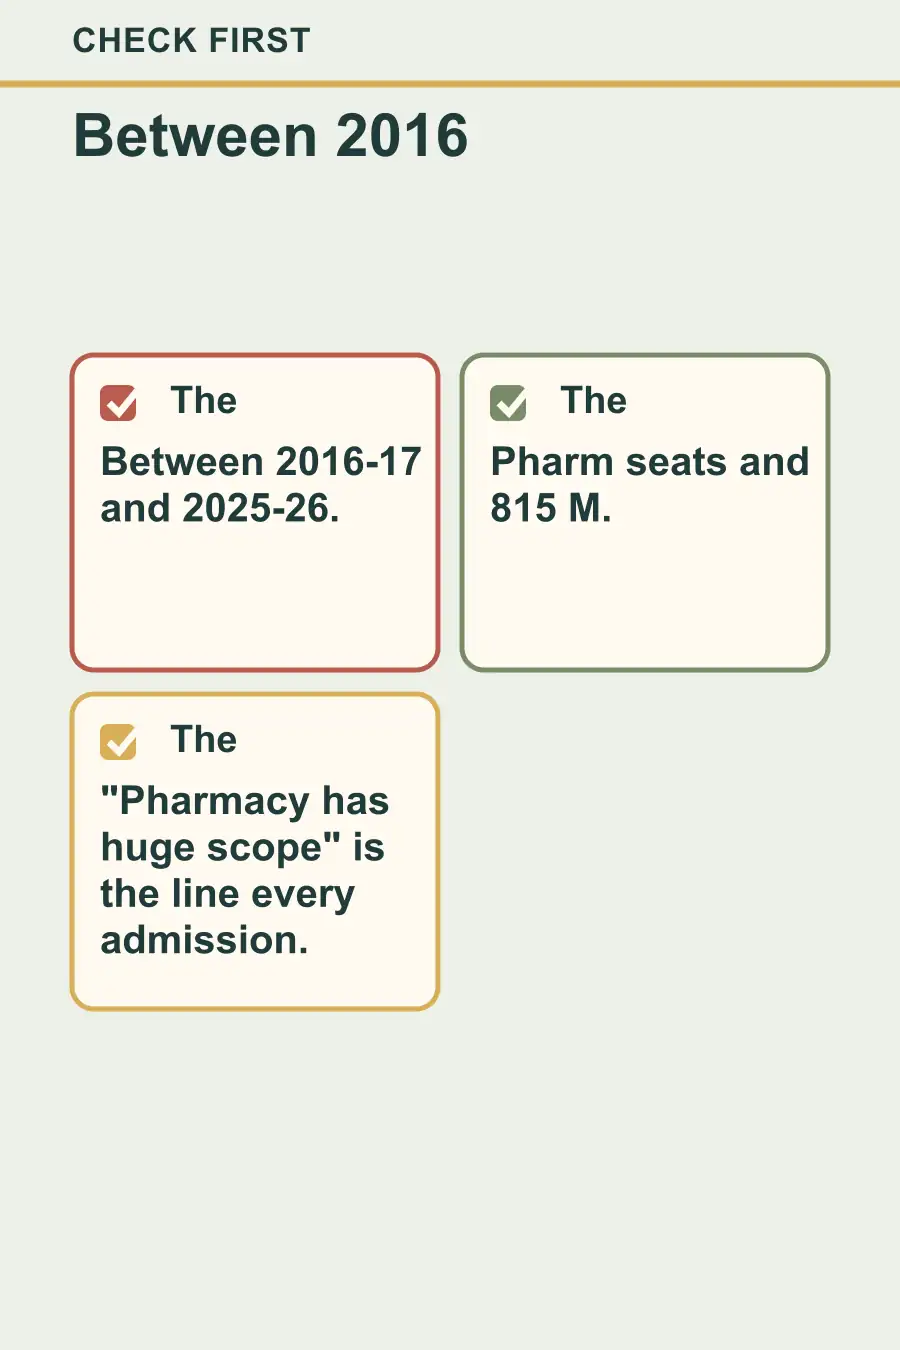 CHECK FIRST
Between 2016
The
Between 2016-17
and 2025-26.
The
Pharm seats and
815 M.
The
"Pharmacy has
huge scope" is
the line every
admission.